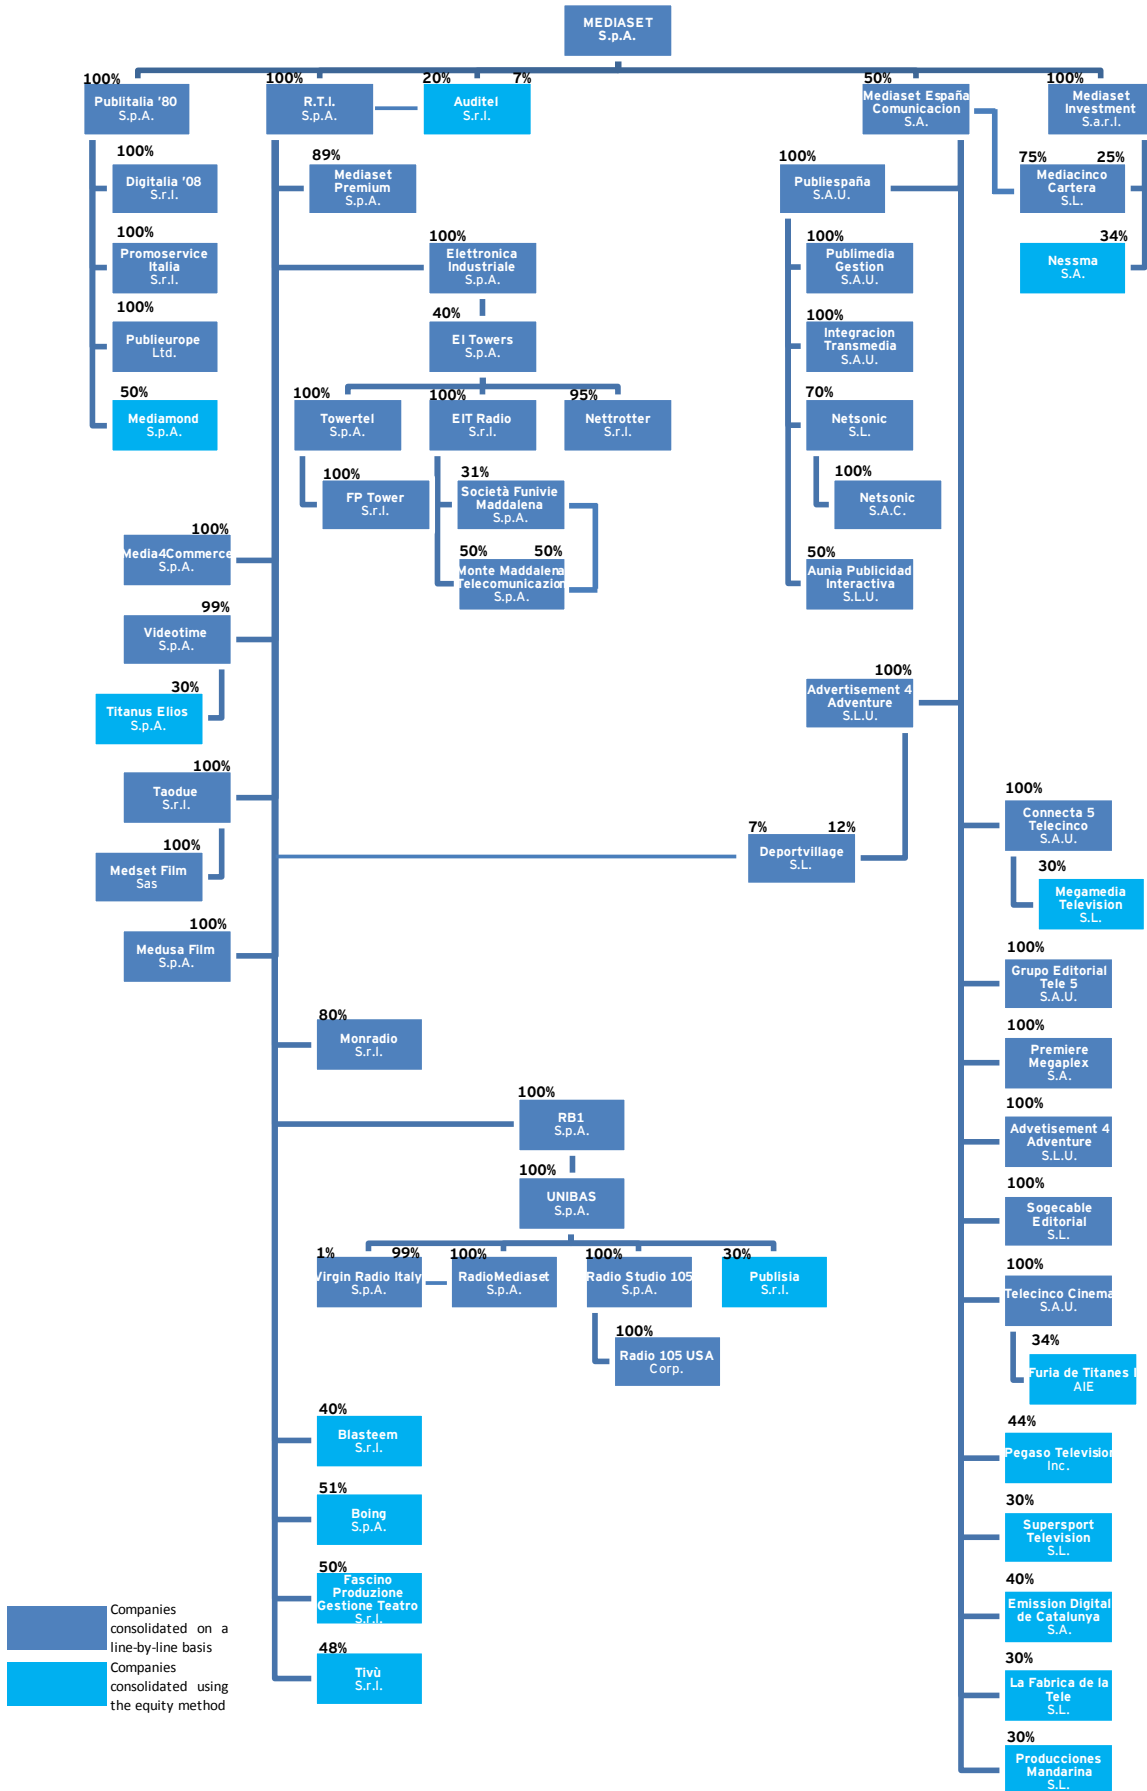 MEDIASET
S.p.A.
100%
100%
20%
7%
50%
100%
Publitalia '80
S.p.A.
R.T.I.
S.p.A.
Auditel
S.r.l.
Mediaset España
Comunicacion
S.A.
Mediaset
Investment
S.a.r.l.
100%
89%
100%
75%
25%
Digitalia '08
S.r.l.
Mediaset
Premium
S.p.A.
Publiespaña
S.A.U.
Mediacinco
Cartera
S.L.
100%
100%
100%
34%
Promoservice
Italia
S.r.l.
Elettronica
Industriale
S.p.A.
Publimedia
Gestion
S.A.U.
Nessma
S.A.
100%
40%
100%
Publieurope
Ltd.
EI Towers
S.p.A.
Integracion
Transmedia
S.A.U.
50%
100%
100%
95%
70%
Mediamond
S.p.A.
Towertel
S.p.A.
EIT Radio
S.r.l.
Nettrotter
S.r.l.
Netsonic
S.L.
100%
31%
100%
FP Tower
S.r.l.
Società Funivie
Maddalena
S.p.A.
Netsonic
S.A.C.
100%
50%
50%
50%
Media4Commerce
S.p.A.
Monte Maddalena
Telecomunicazion
S.p.A.
Aunia Publicidad
Interactiva
S.L.U.
99%
Videotime
S.p.A.
30%
100%
Titanus Elios
S.p.A.
Advertisement 4
Adventure
S.L.U.
100%
100%
Taodue
S.r.l.
Connecta 5
Telecinco
S.A.U.
7%
12%
Deportvillage
S.L.
100%
30%
Medset Film
Sas
Megamedia
Television
S.L.
100%
100%
Medusa Film
S.p.A.
Grupo Editorial
Tele 5
S.A.U.
80%
100%
Monradio
S.r.l.
Premiere
Megaplex
S.A.
100%
100%
RB1
S.p.A.
Advetisement 4
Adventure
S.L.U.
100%
100%
UNIBAS
S.p.A.
Sogecable
Editorial
S.L.
1%
99%
100%
100%
30%
100%
Virgin Radio Italy
S.p.A.
RadioMediaset
S.p.A.
Radio Studio 105
S.p.A.
Publisia
S.r.l.
Telecinco Cinema
S.A.U.
100%
34%
Radio 105 USA
Corp.
Furia de Titanes I
AIE
40%
44%
Blasteem
S.r.l.
Pegaso Television
Inc.
51%
30%
Boing
S.p.A.
Supersport
Television
S.L.
50%
40%
Fascino
Produzione
Gestione Teatro
S.r.l.
Emission Digital
de Catalunya
S.A.
48%
30%
Tivù
S.r.l.
La Fabrica de la
Tele
S.L.
30%
Producciones
Mandarina
S.L.
Companies
consolidated on a
line-by-line basis
Companies
consolidated using
the equity method